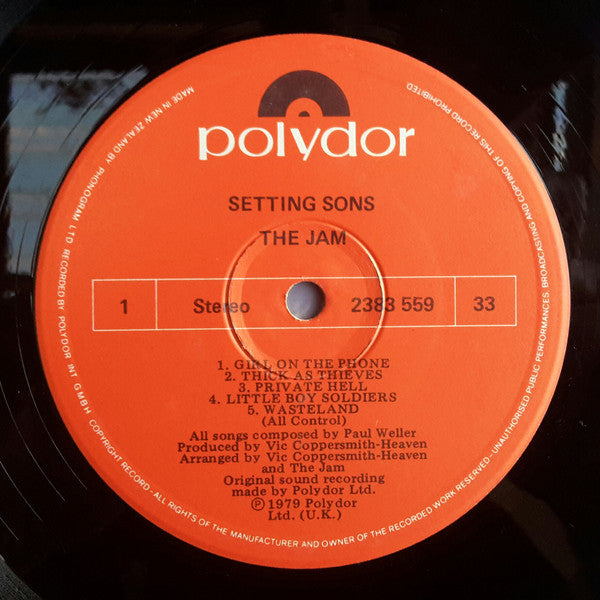 polydor
SETTING SONS
THE JAM
1 Stereo 2383 559 33
1. GIRL ON THE PHONE
2. THICK AS THIEVES
3. PRIVATE HELL
4. LITTLE BOY SOLDIERS
5. WASTELAND
(All Control)
All songs composed by Paul Weller
Produced by Vic Coppersmith-Heaven
Arranged by Vic Coppersmith-Heaven
and The Jam
Original sound recording
made by Polydor Ltd.
Ⓟ 1979 Polydor
Ltd. (U.K.)
MADE IN NEW ZEALAND BY PHONOGRAM LTD. RECORDED BY POLYDOR INT. GMBH
COPYRIGHT RECORD - ALL RIGHTS OF THE MANUFACTURER AND OWNER OF THE RECORDED WORK RESERVED - UNAUTHORISED PUBLIC PERFORMANCES, BROADCASTING AND COPYING OF THIS RECORD PROHIBITED